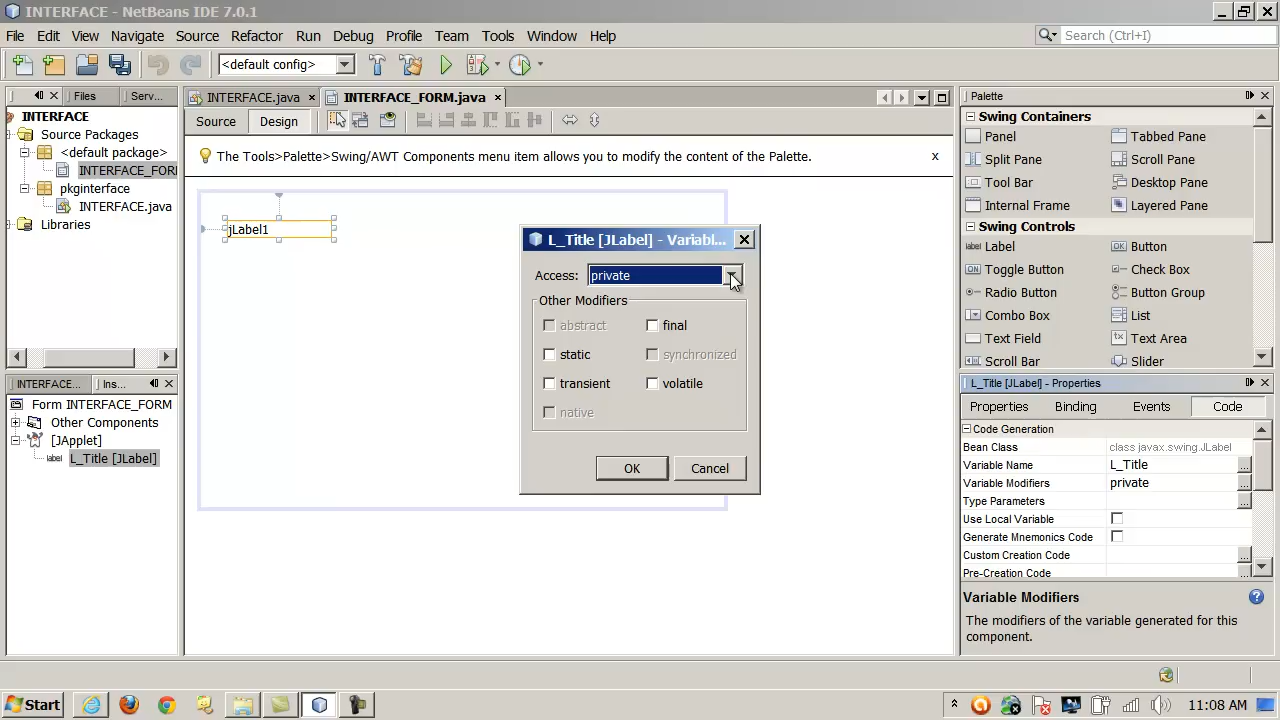 INTERFACE - NetBeans IDE 7.0.1
File Edit View Navigate Source Refactor Run Debug Profile Team Tools Window Help
Search (Ctrl+I)
<default config>
Files Serv...
INTERFACE.java INTERFACE_FORM.java
Palette
INTERFACE
Source Packages
<default package>
INTERFACE_FOR
pkginterface
INTERFACE.java
Libraries
Source Design
The Tools>Palette>Swing/AWT Components menu item allows you to modify the content of the Palette. x
jLabel1
L_Title [JLabel] - Variabl...
Access: private
Other Modifiers
abstract final
static synchronized
transient volatile
native
OK Cancel
Swing Containers
Panel Tabbed Pane
Split Pane Scroll Pane
Tool Bar Desktop Pane
Internal Frame Layered Pane
Swing Controls
Label Button
Toggle Button Check Box
Radio Button Button Group
Combo Box List
Text Field Text Area
Scroll Bar Slider
INTERFACE... Ins...
Form INTERFACE_FORM
Other Components
[JApplet]
L_Title [JLabel]
L_Title [JLabel] - Properties
Properties Binding Events Code
Code Generation
Bean Class class javax.swing.JLabel
Variable Name L_Title ...
Variable Modifiers private ...
Type Parameters ...
Use Local Variable
Generate Mnemonics Code
Custom Creation Code ...
Pre-Creation Code ...
Variable Modifiers
The modifiers of the variable generated for this
component.
Start
11:08 AM